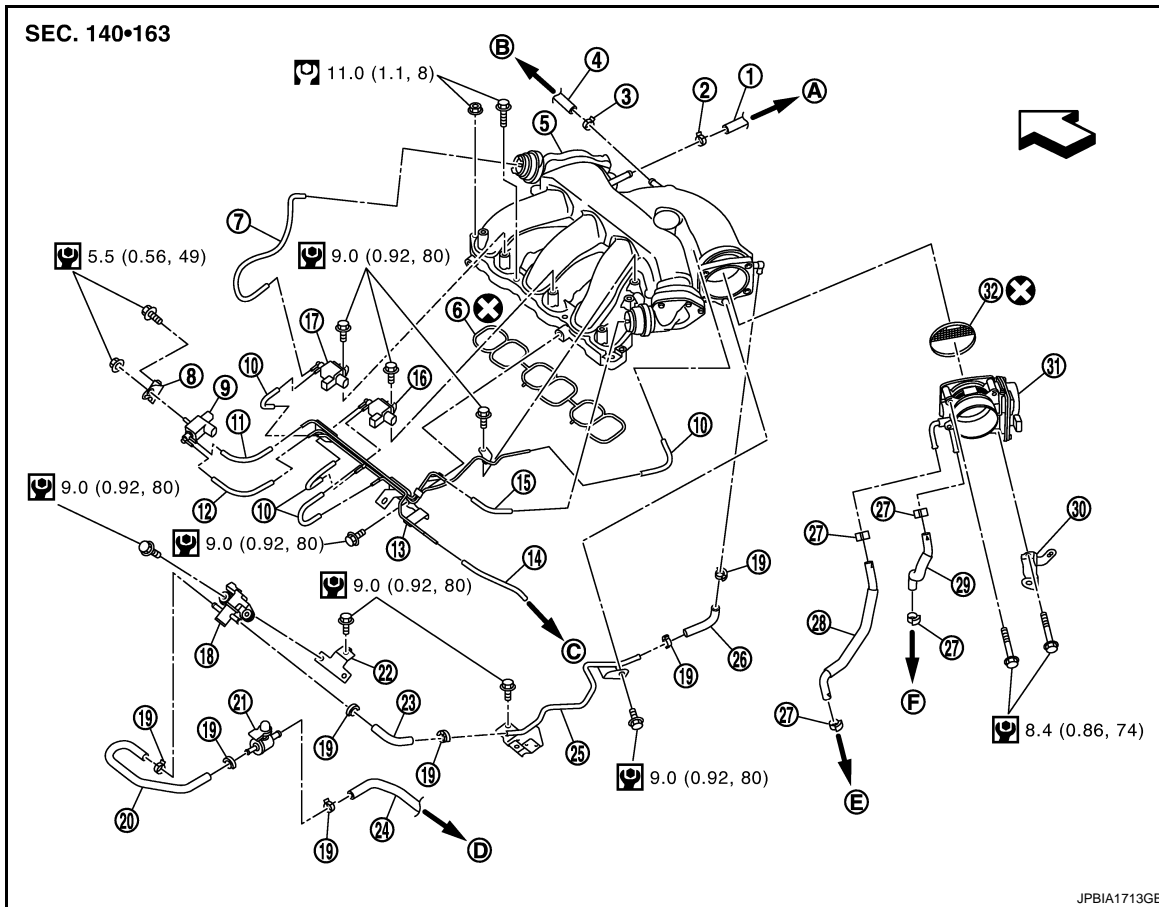 SEC. 140•163
B
4
11.0 (1.1, 8)
3
2
1
A
5
7
5.5 (0.56, 49)
9.0 (0.92, 80)
6
32
17
31
8
10
9
16
11
10
15
12
10
9.0 (0.92, 80)
27
27
30
9.0 (0.92, 80)
13
14
19
29
9.0 (0.92, 80)
28
18
22
C
19
26
27
F
21
23
19
19
19
25
27
8.4 (0.86, 74)
19
9.0 (0.92, 80)
20
24
E
19
D
JPBIA1713GB